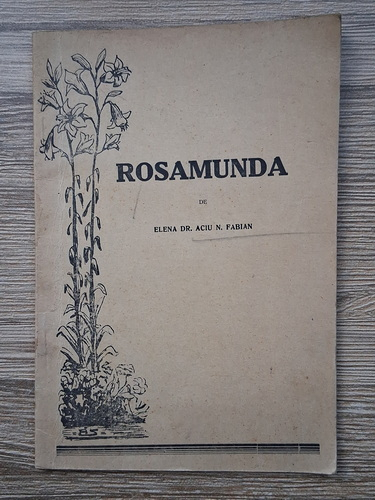 ROSAMUNDA
DE
ELENA DR. ACIU N. FABIAN